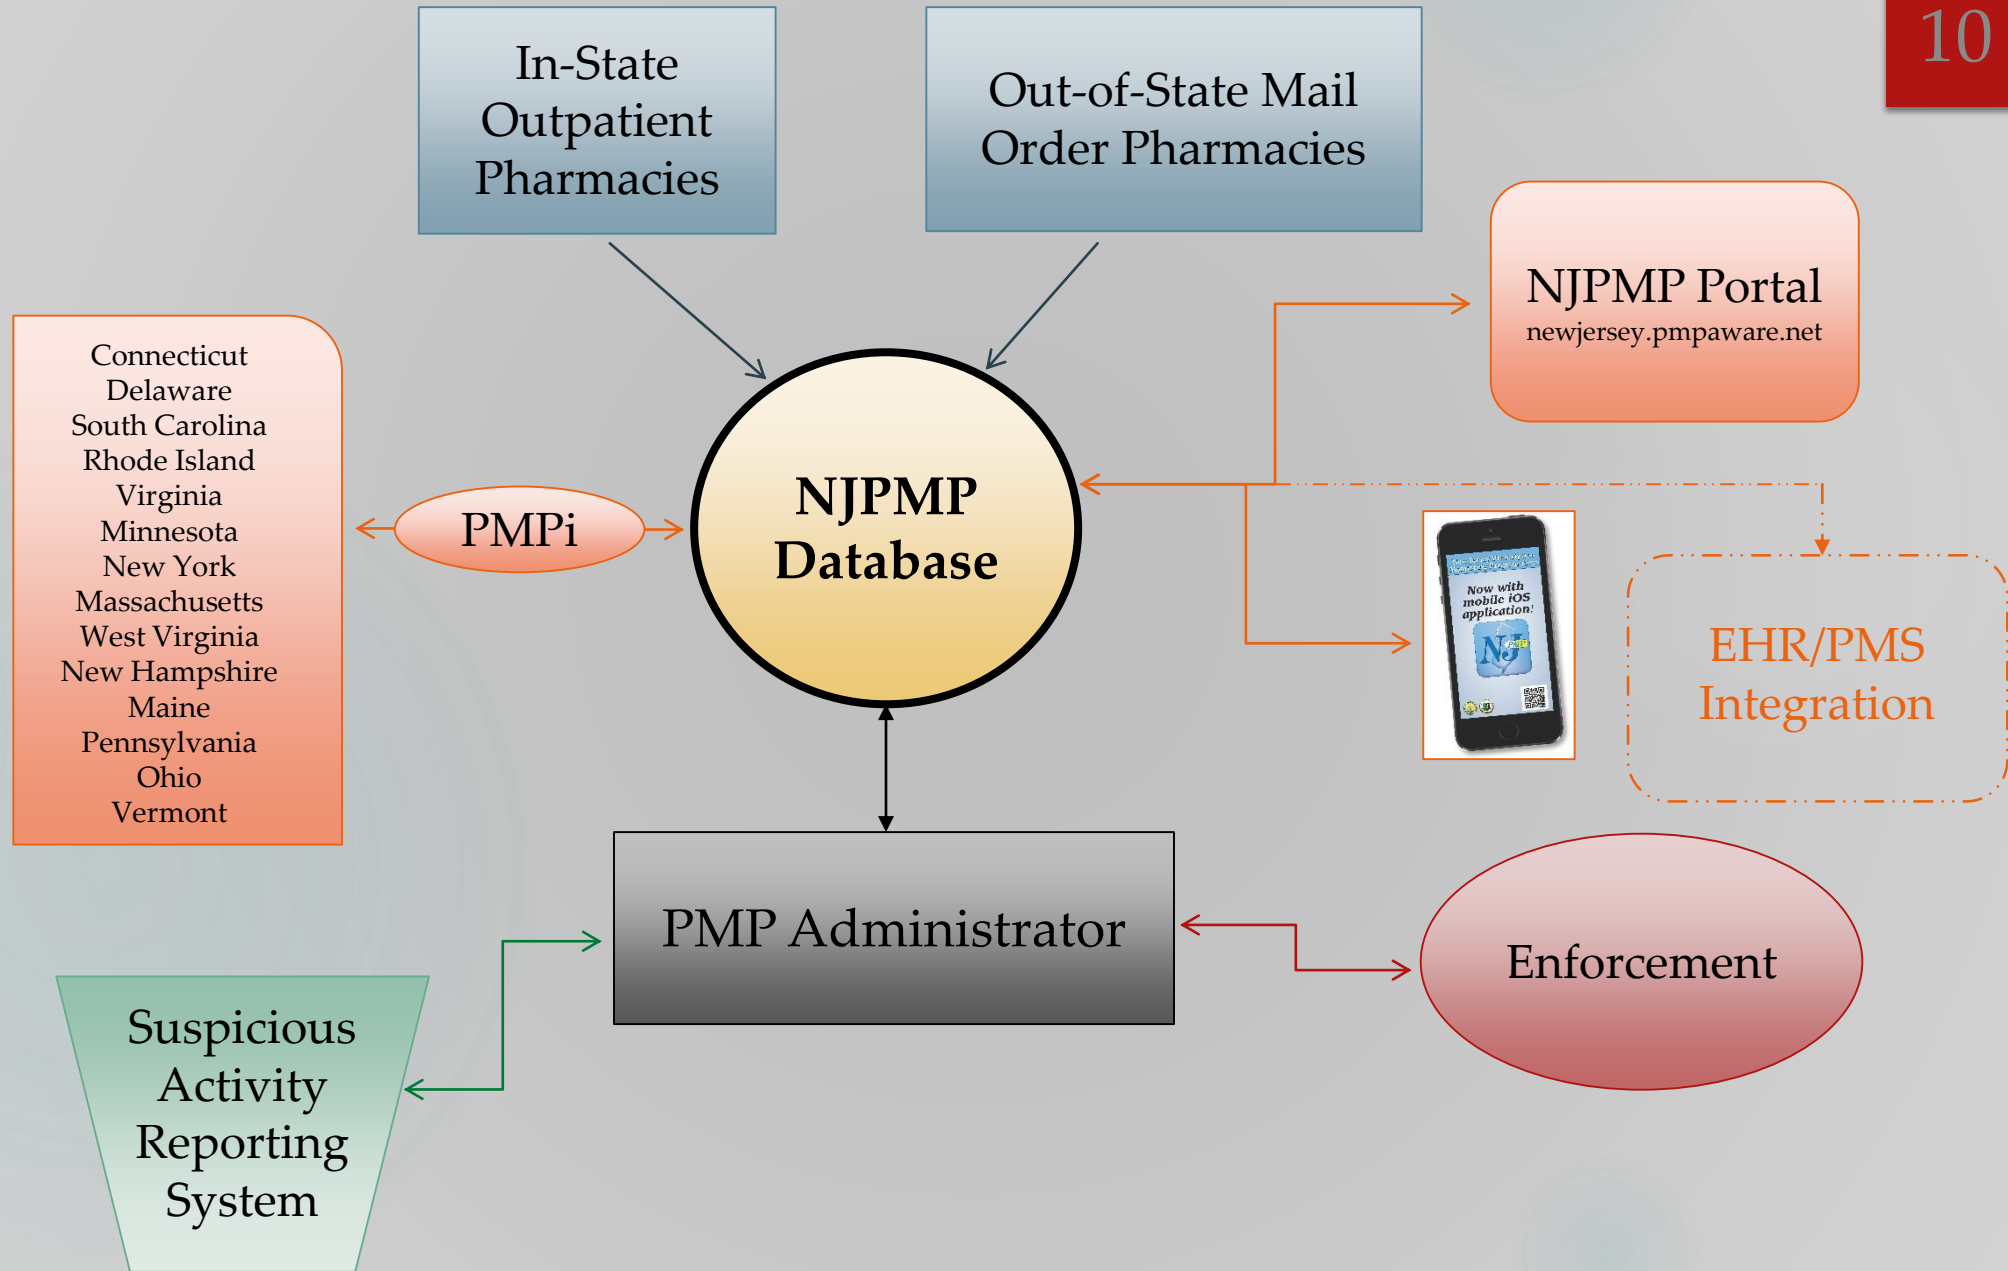 10
In-State
Outpatient
Pharmacies
Out-of-State Mail
Order Pharmacies
NJPMP Portal
newjersey.pmpaware.net
Connecticut
Delaware
South Carolina
Rhode Island
Virginia
Minnesota
New York
Massachusetts
West Virginia
New Hampshire
Maine
Pennsylvania
Ohio
Vermont
PMPi
NJPMP
Database
Now with
mobile iOS
application!
NJ
EHR/PMS
Integration
PMP Administrator
Enforcement
Suspicious
Activity
Reporting
System